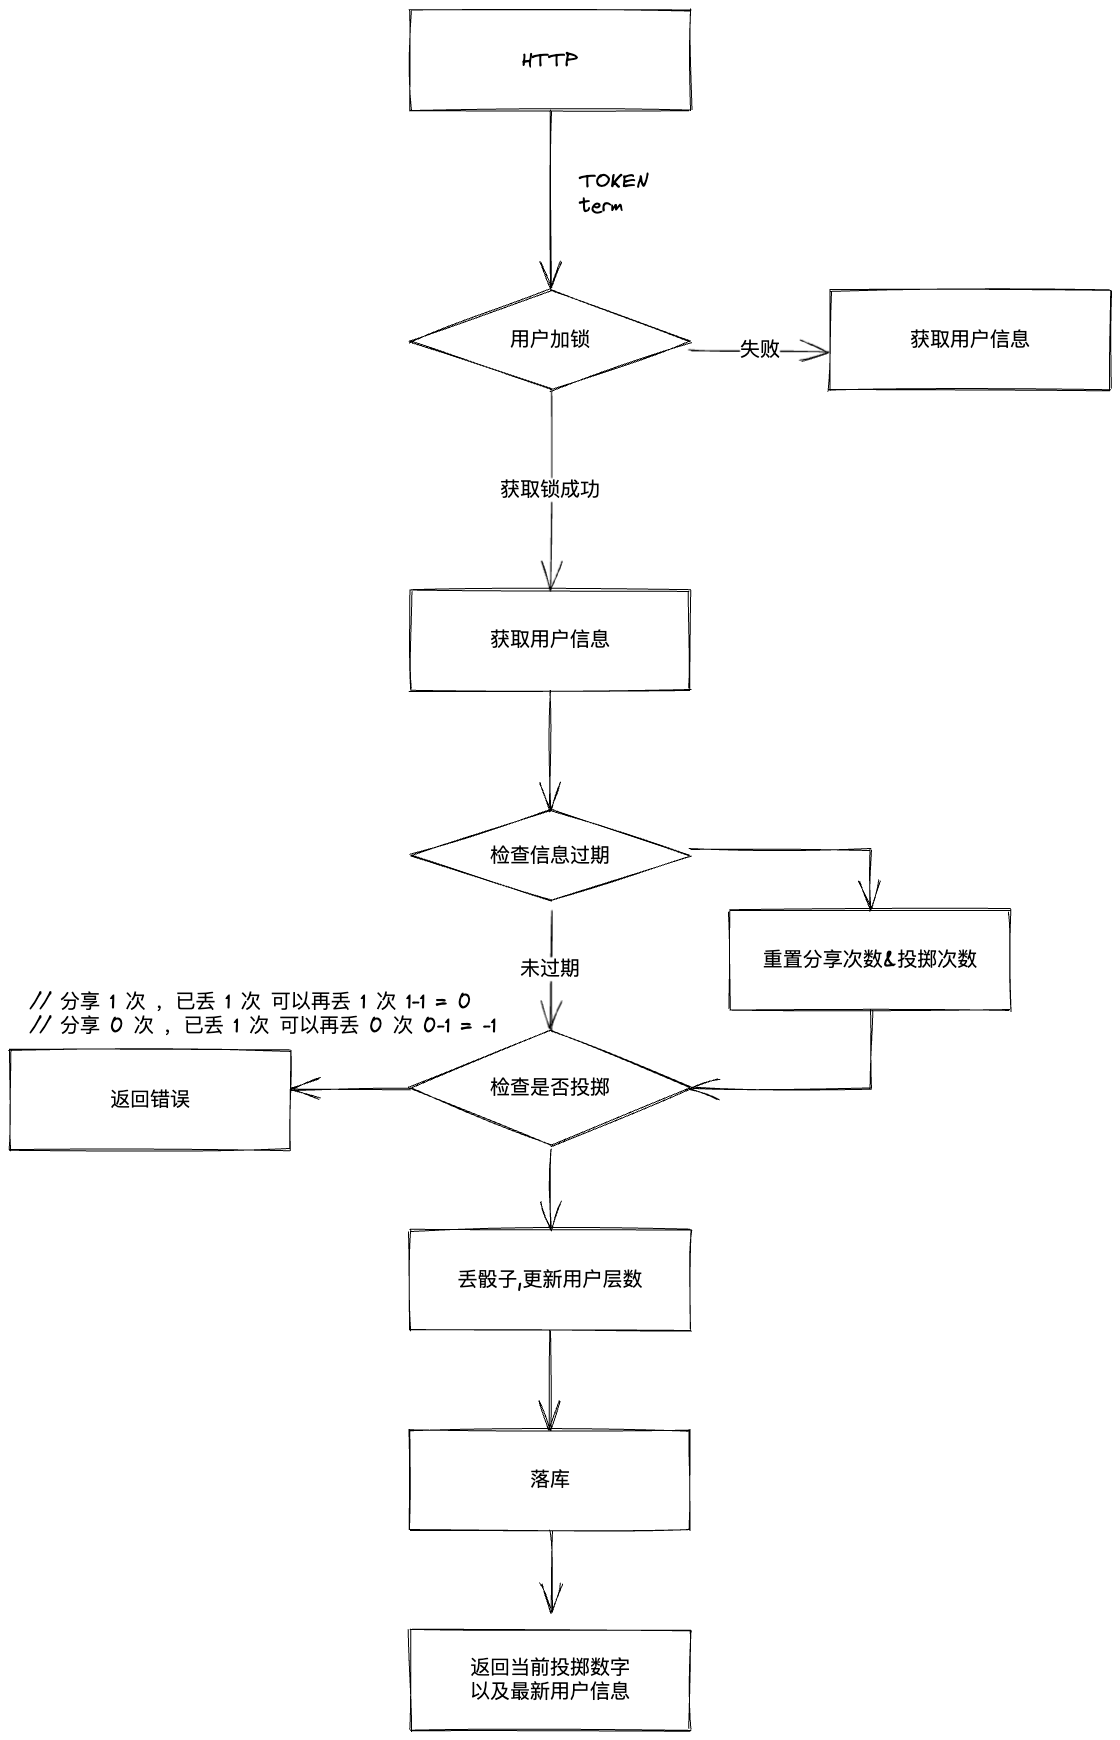 HTTP
TOKEN
term
用户加锁
失败
获取用户信息
获取锁成功
获取用户信息
检查信息过期
重置分享次数&投掷次数
未过期
// 分享 1 次 ，已丢 1 次 可以再丢 1 次 1-1 = 0
// 分享 0 次 ，已丢 1 次 可以再丢 0 次 0-1 = -1
检查是否投掷
返回错误
丢骰子,更新用户层数
落库
返回当前投掷数字
以及最新用户信息